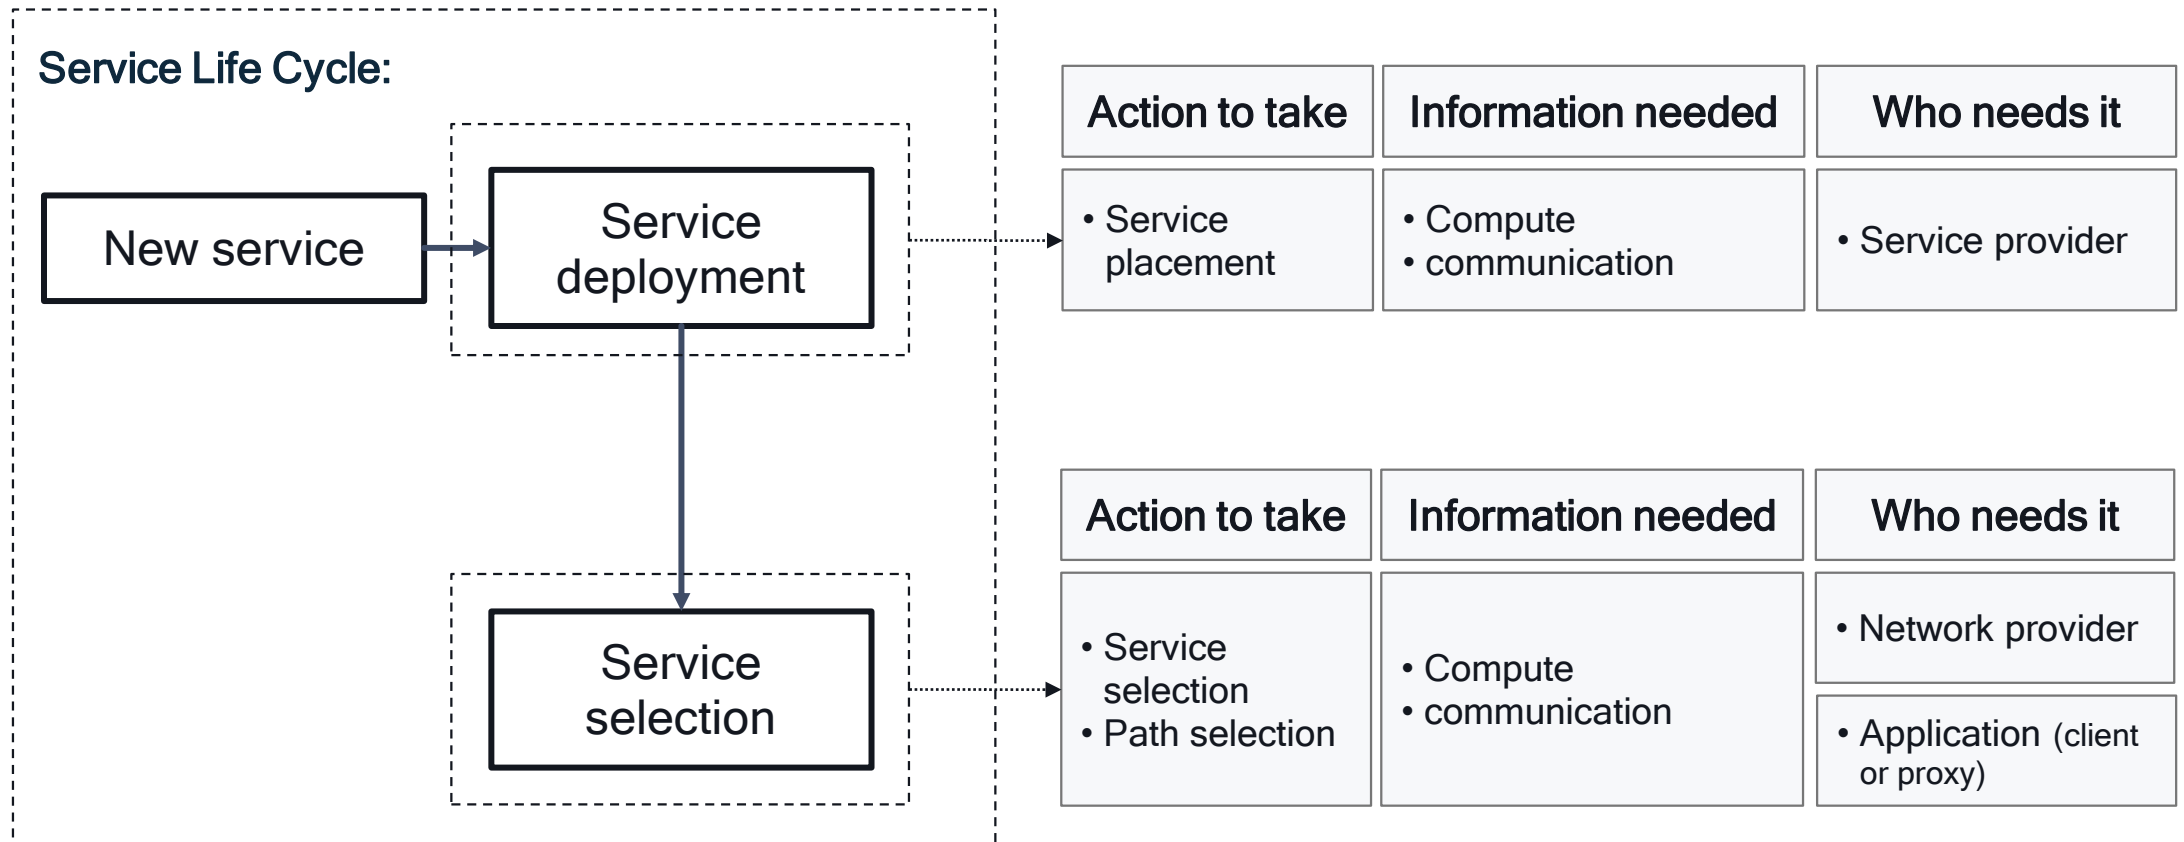 Service Life Cycle:
New service
Service
deployment
Action to take
Information needed
Who needs it
• Service
placement
• Compute
• communication
• Service provider
Service
selection
Action to take
Information needed
Who needs it
• Service
selection
• Path selection
• Compute
• communication
• Network provider
• Application (client
or proxy)